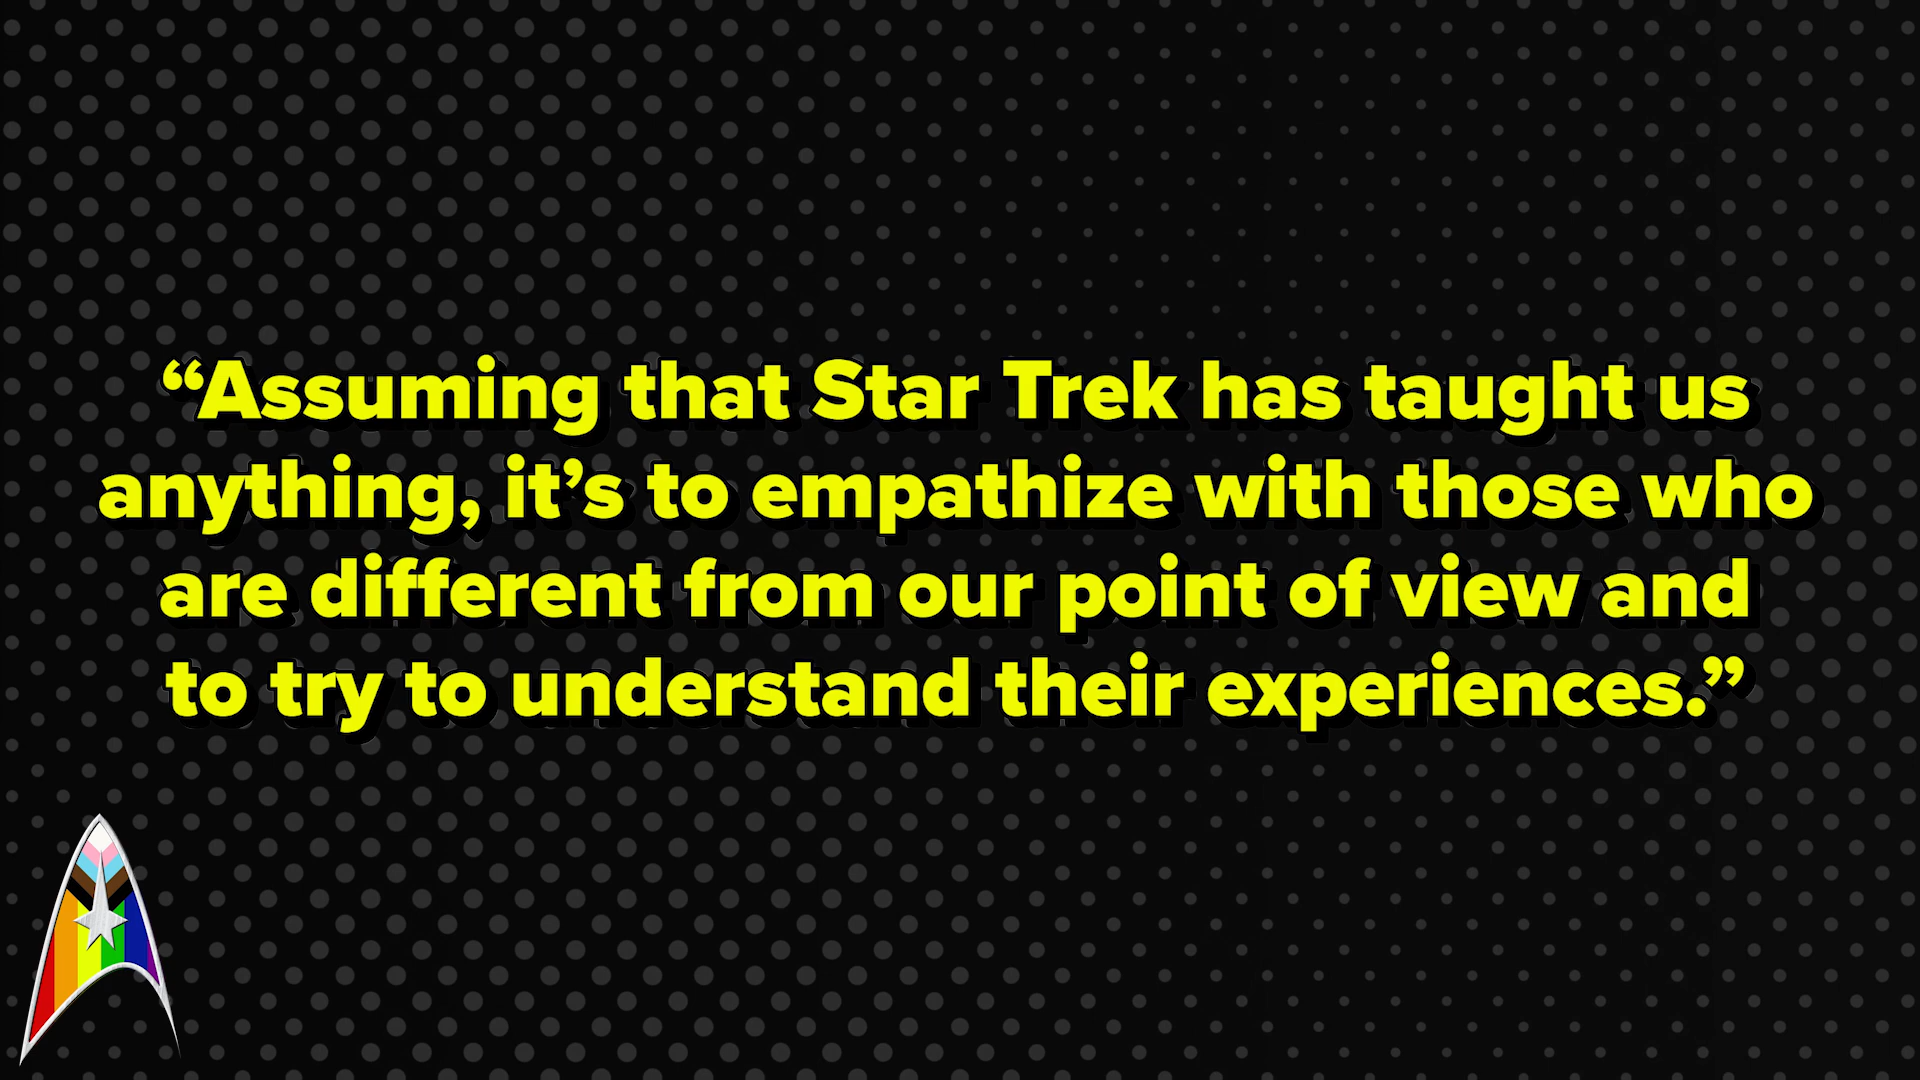 “Assuming that Star Trek has taught us
anything, it’s to empathize with those who
are different from our point of view and
to try to understand their experiences.”